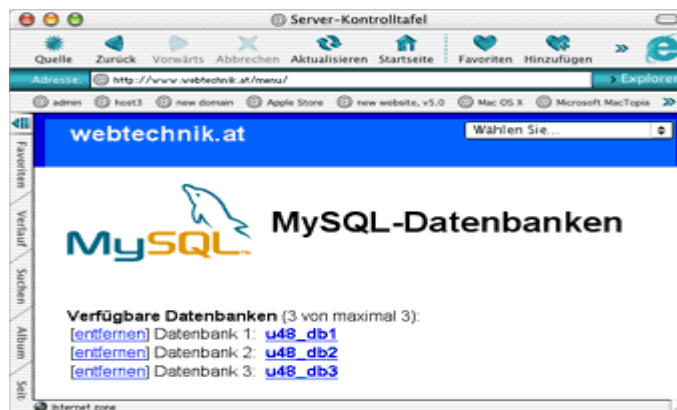 Server-Kontrolltafel
Quelle Zurück Vorwärts Abbrechen Aktualisieren Startseite Favoriten Hinzufügen
Adresse: http://www.webtechnik.at/menu/ Explorer
admin host3 new domain Apple Store new website, v5.0 Mac OS X Microsoft MacTopia
webtechnik.at
Wählen Sie...
Favoriten
Verlauf
Suchen
Album
Seit
MySQL
MySQL-Datenbanken
Verfügbare Datenbanken (3 von maximal 3):
[entfernen] Datenbank 1: u48_db1
[entfernen] Datenbank 2: u48_db2
[entfernen] Datenbank 3: u48_db3
Internet zone